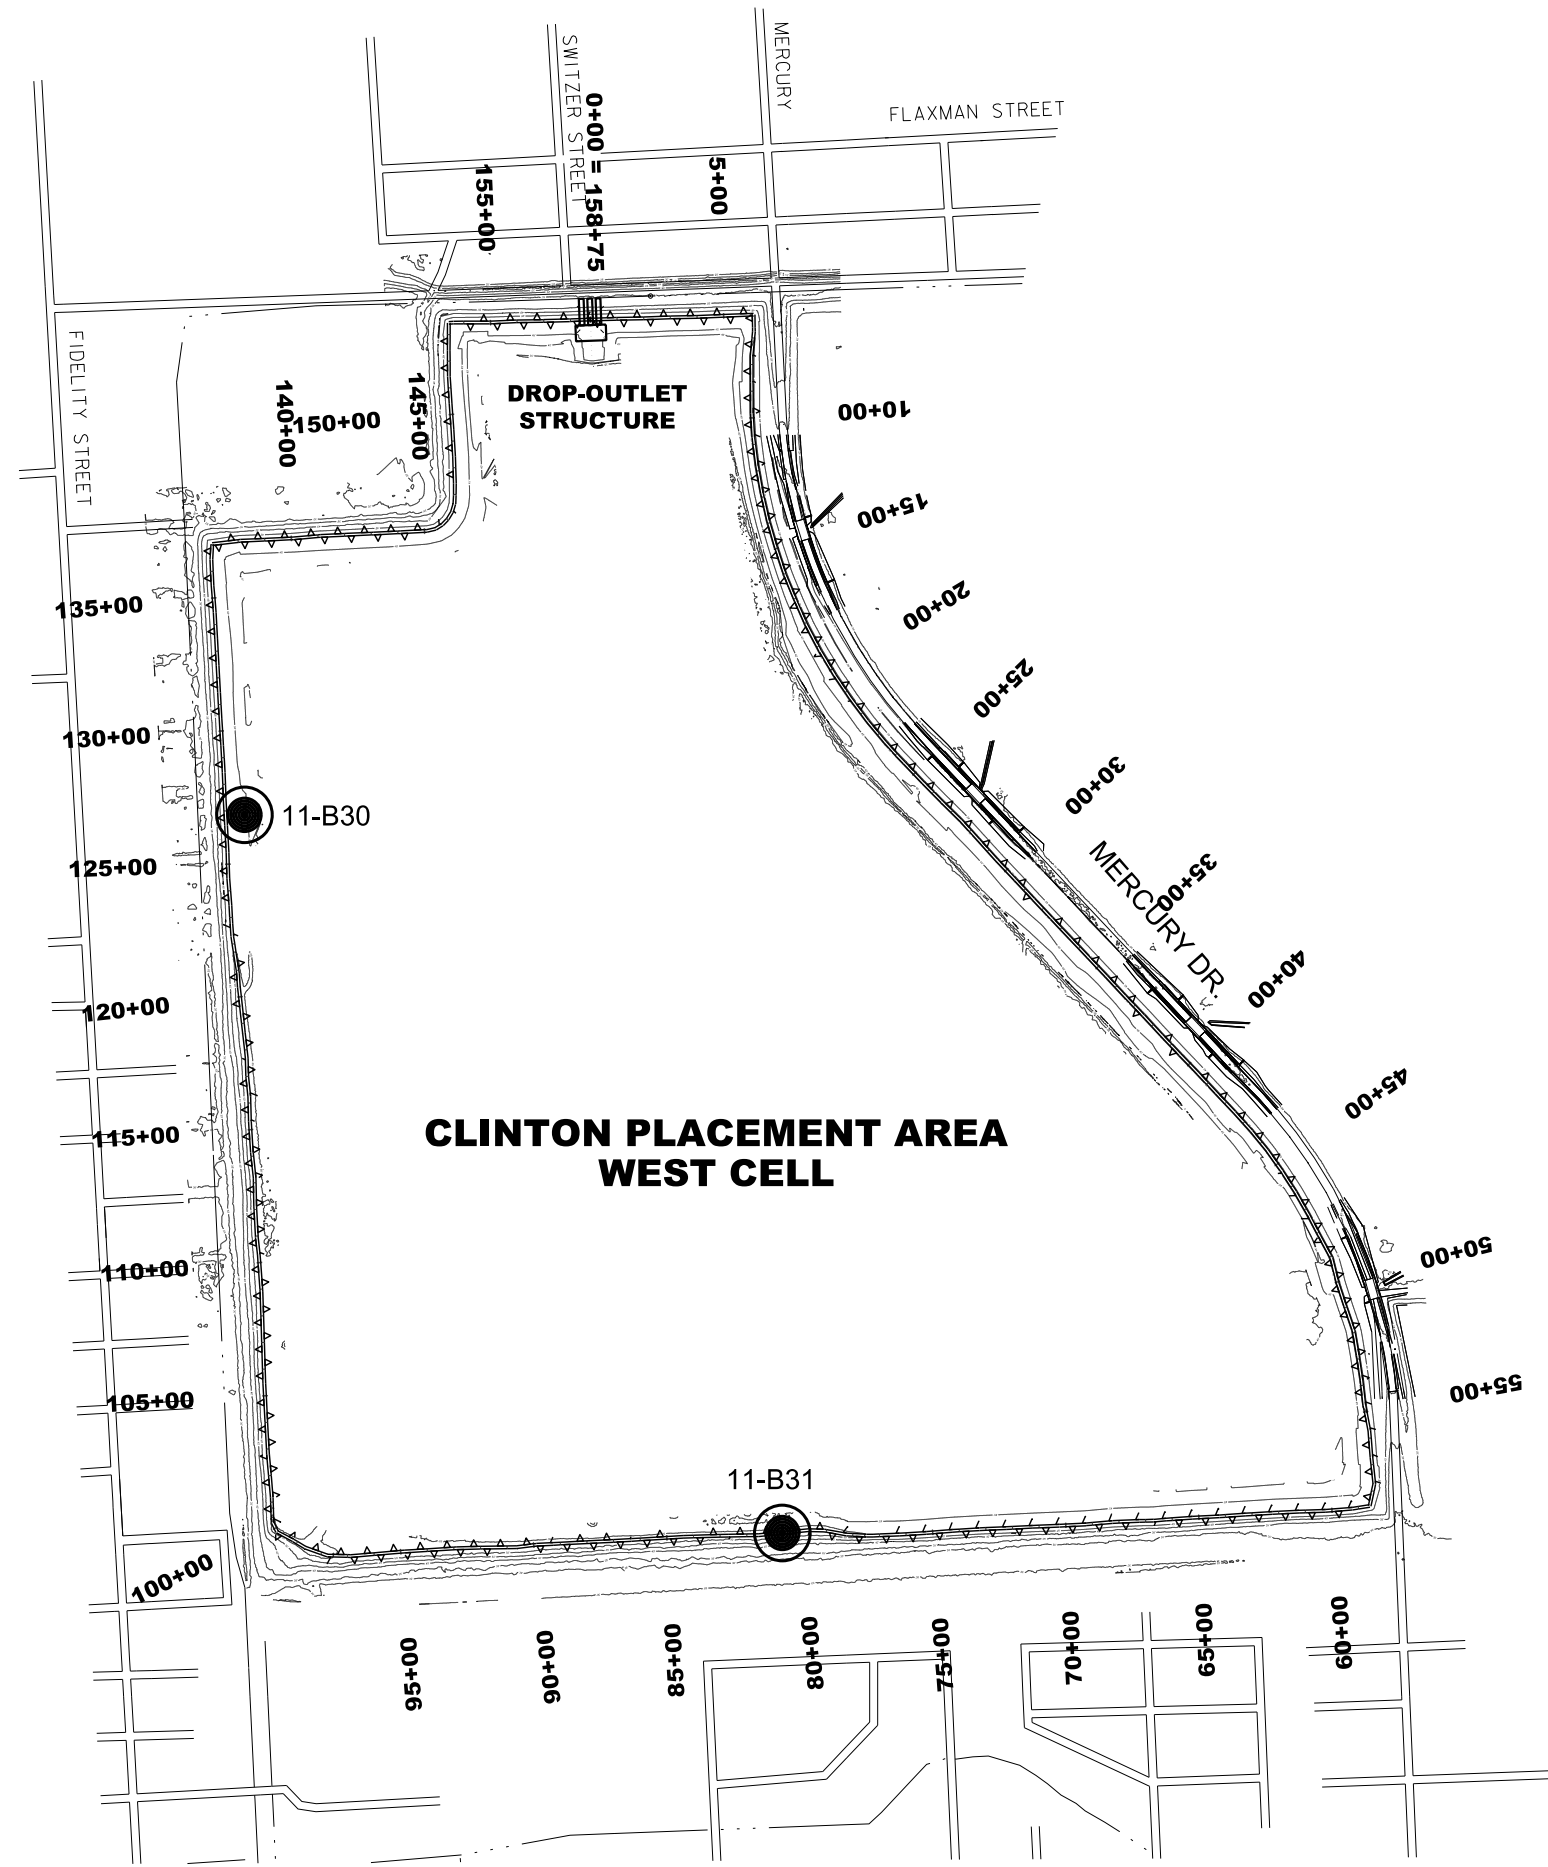 MERCURY
SWITZER STREET
FLAXMAN STREET
0+00 = 158+75
155+00
5+00
FIDELITY STREET
DROP-OUTLET
STRUCTURE
140+00
150+00
145+00
10+00
15+00
135+00
20+00
25+00
130+00
30+00
11-B30
MERCURY DR.
125+00
35+00
40+00
120+00
45+00
CLINTON PLACEMENT AREA
WEST CELL
115+00
50+00
110+00
55+00
105+00
11-B31
100+00
95+00
90+00
85+00
80+00
75+00
70+00
65+00
60+00